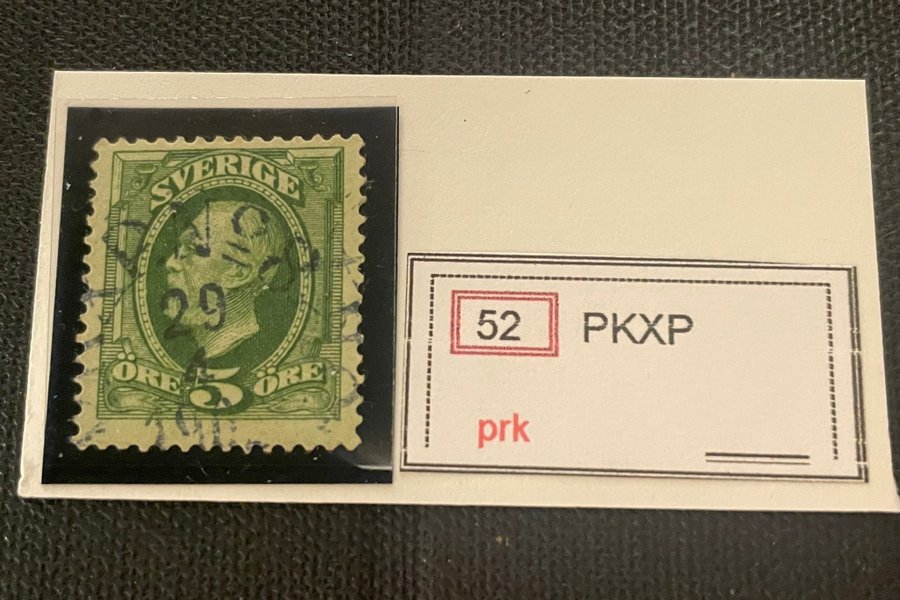 SVERIGE
29
ÖRE 5 ÖRE
52 PKXP
prk